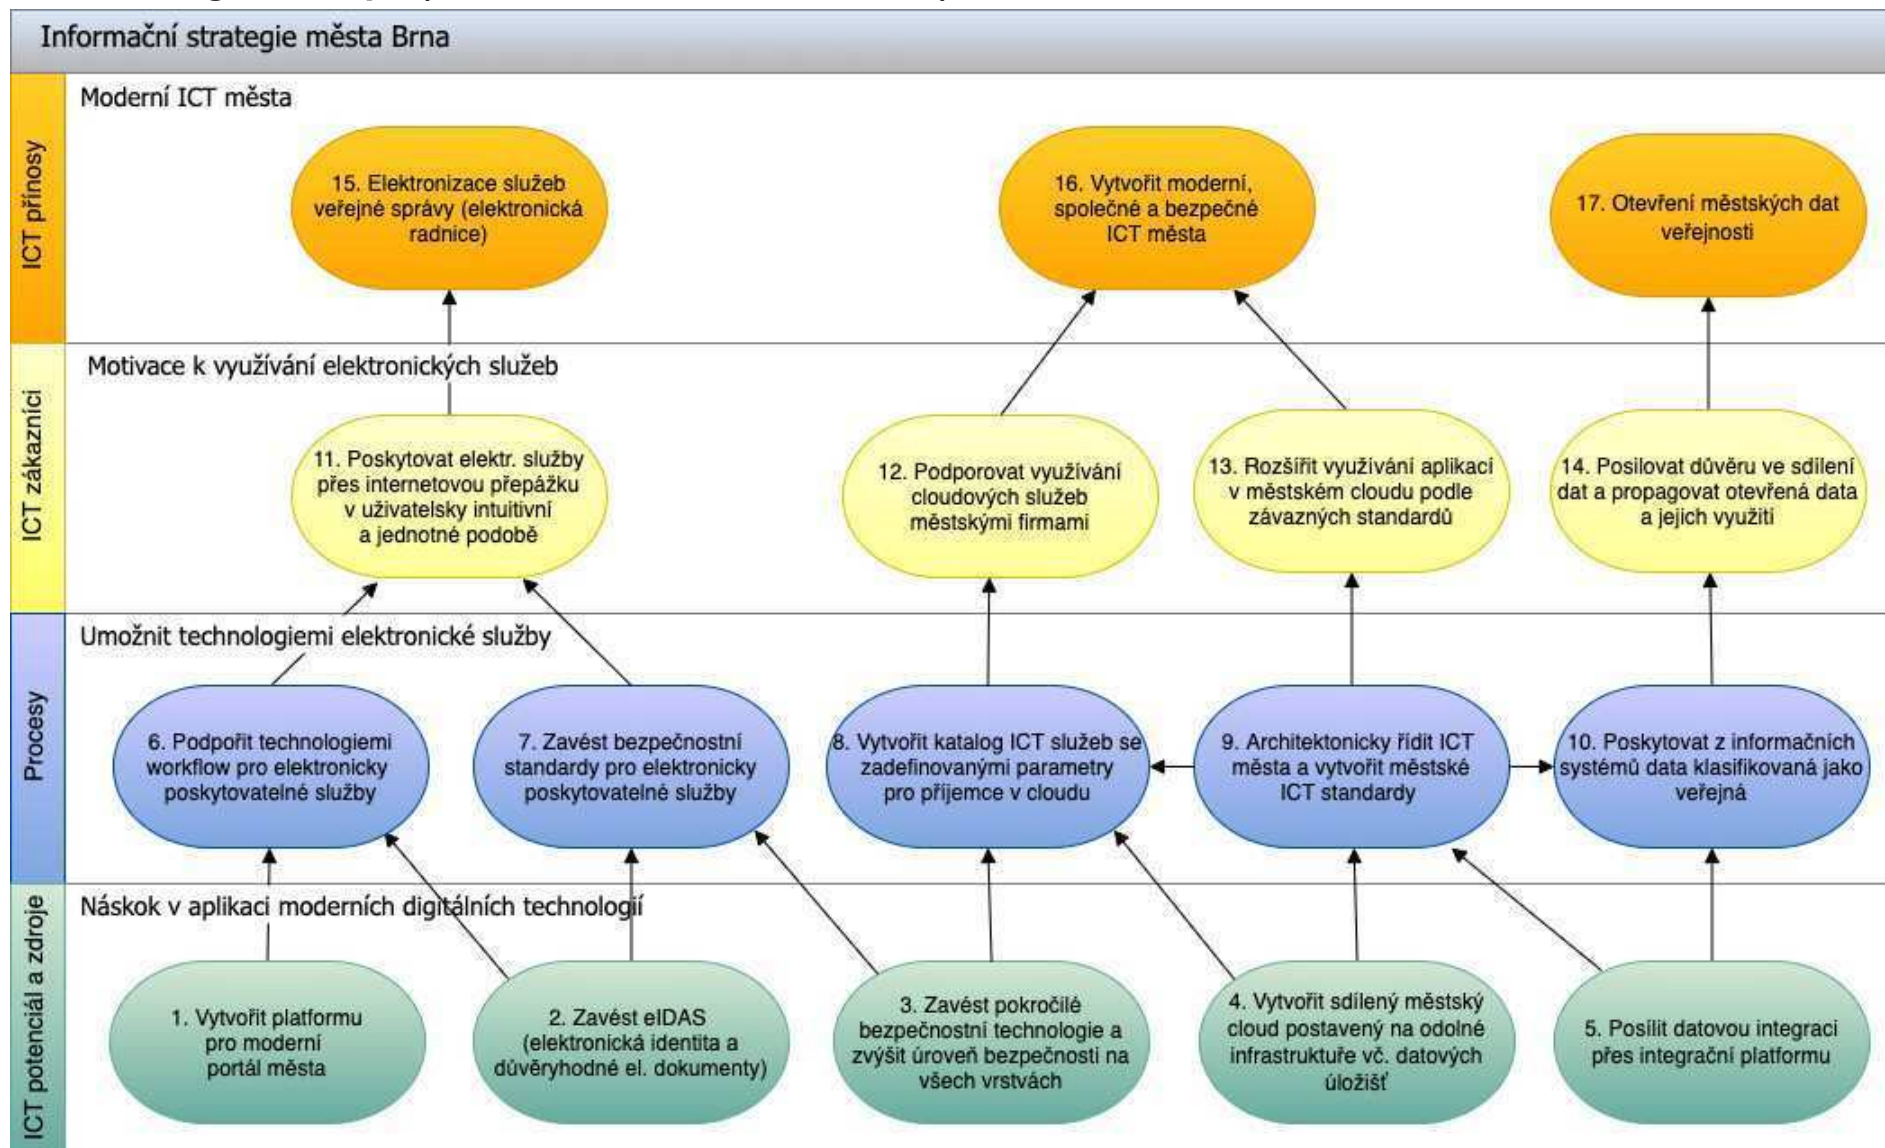 Informační strategie města Brna
ICT přínosy
Moderní ICT města
15. Elektronizace služeb
veřejné správy (elektronická
radnice)
16. Vytvořit moderní,
společné a bezpečné
ICT města
17. Otevření městských dat
veřejnosti
ICT zákazníci
Motivace k využívání elektronických služeb
11. Poskytovat elektr. služby
přes internetovou přepážku
v uživatelsky intuitivní
a jednotné podobě
12. Podporovat využívání
cloudových služeb
městskými firmami
13. Rozšířit využívání aplikací
v městském cloudu podle
závazných standardů
14. Posilovat důvěru ve sdílení
dat a propagovat otevřená data
a jejich využití
Procesy
Umožnit technologiemi elektronické služby
6. Podpořit technologiemi
workflow pro elektronicky
poskytovatelné služby
7. Zavést bezpečnostní
standardy pro elektronicky
poskytovatelné služby
8. Vytvořit katalog ICT služeb se
zadefinovanými parametry
pro příjemce v cloudu
9. Architektonicky řídit ICT
města a vytvořit městské
ICT standardy
10. Poskytovat z informačních
systémů data klasifikovaná jako
veřejná
ICT potenciál a zdroje
Náskok v aplikaci moderních digitálních technologií
1. Vytvořit platformu
pro moderní
portál města
2. Zavést eIDAS
(elektronická identita a
důvěryhodné el. dokumenty)
3. Zavést pokročilé
bezpečnostní technologie a
zvýšit úroveň bezpečnosti na
všech vrstvách
4. Vytvořit sdílený městský
cloud postavený na odolné
infrastruktuře vč. datových
úložišť
5. Posílit datovou integraci
přes integrační platformu